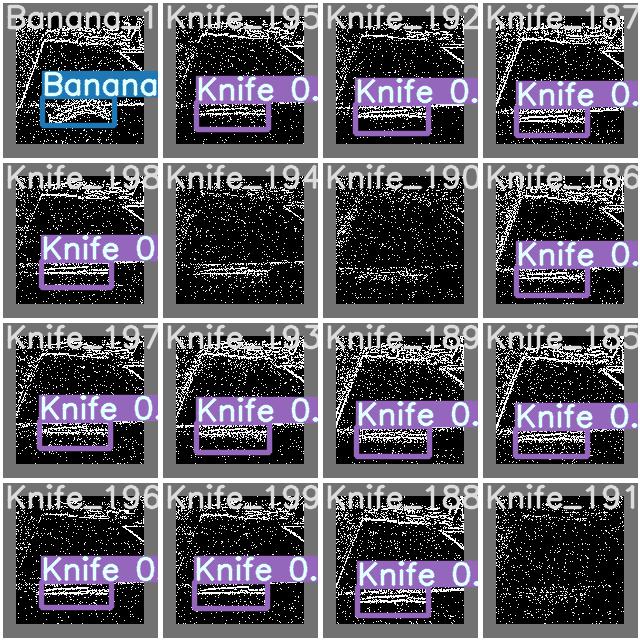 Banana_1 Knife_195 Knife_192 Knife_187
Banana Knife 0. Knife 0. Knife 0.
Knife_198 Knife_194 Knife_190 Knife_186
Knife 0. Knife 0.
Knife_197 Knife_193 Knife_189 Knife_185
Knife 0. Knife 0. Knife 0. Knife 0.
Knife_196 Knife_199 Knife_188 Knife_191
Knife 0. Knife 0. Knife 0.